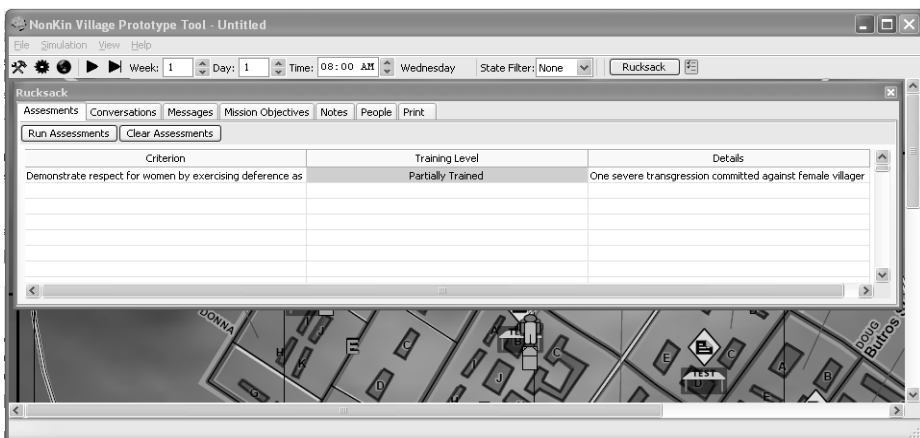 NonKin Village Prototype Tool - Untitled
File Simulation View Help
Week: 1 Day: 1 Time: 08:00 AM Wednesday State Filter: None Rucksack
Rucksack
Assesments Conversations Messages Mission Objectives Notes People Print
Run Assessments Clear Assessments
Criterion Training Level Details
Demonstrate respect for women by exercising deference as Partially Trained One severe transgression committed against female villager
DONNA
DOUG
Butros S
H
J
K
G
E
C
D
A
B
C
J
E
C
TEST
D
A
B
E